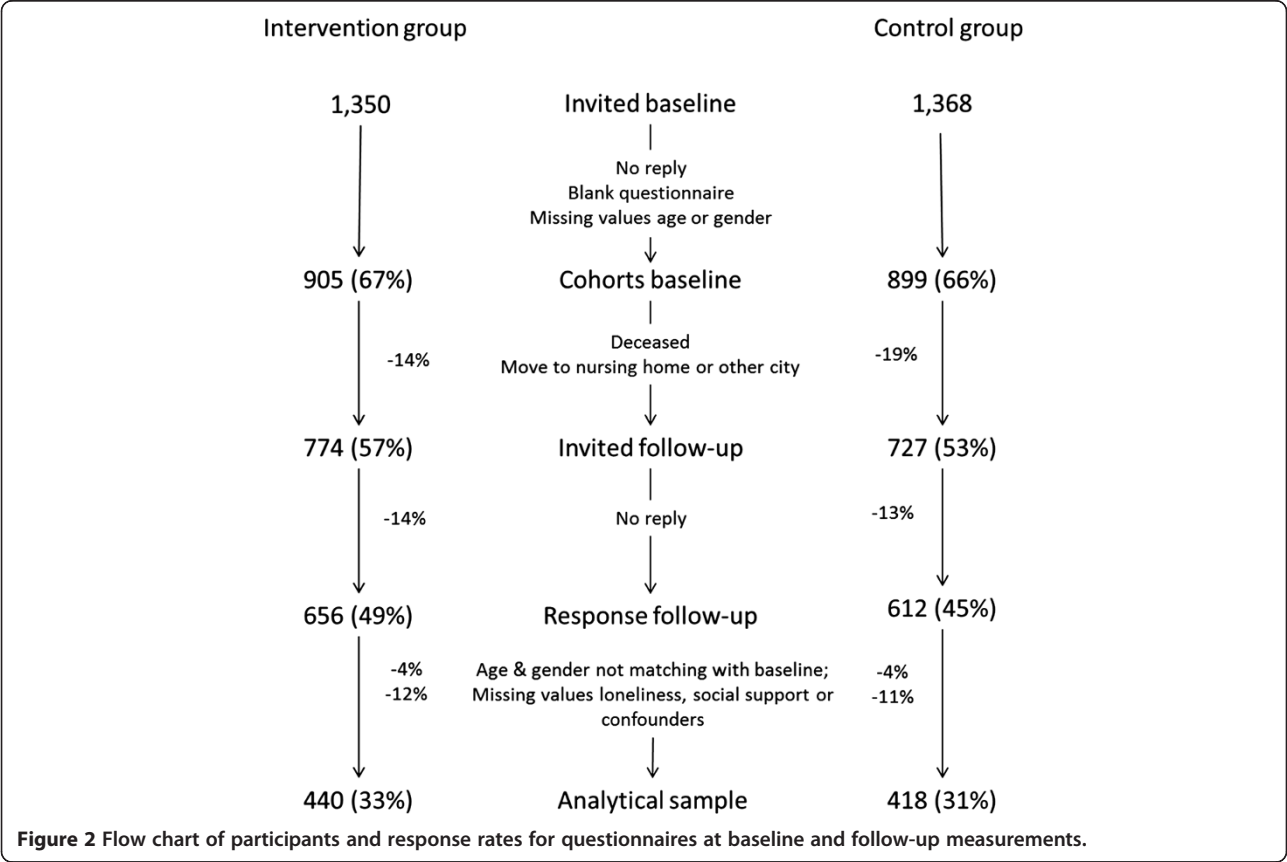 Intervention group Control group
1,350 Invited baseline 1,368
No reply
Blank questionnaire
Missing values age or gender
905 (67%) Cohorts baseline 899 (66%)
Deceased
-14% Move to nursing home or other city -19%
774 (57%) Invited follow-up 727 (53%)
-14% No reply -13%
656 (49%) Response follow-up 612 (45%)
-4% Age & gender not matching with baseline; -4%
-12% Missing values loneliness, social support or -11%
confounders
440 (33%) Analytical sample 418 (31%)
Figure 2 Flow chart of participants and response rates for questionnaires at baseline and follow-up measurements.